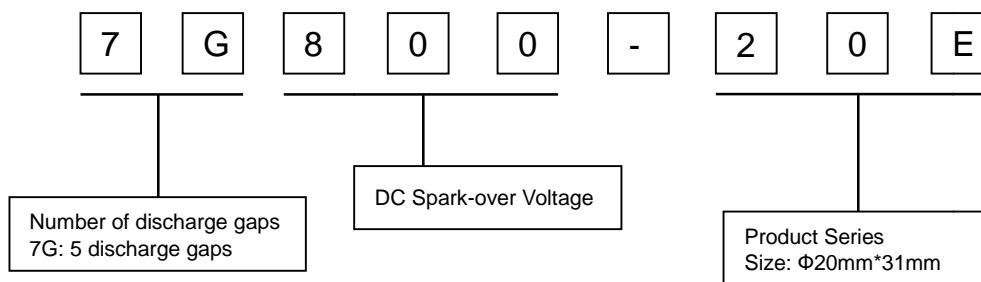 7 G 8 0 0 - 2 0 E
DC Spark-over Voltage
Number of discharge gaps
7G: 5 discharge gaps
Product Series
Size: Φ20mm*31mm